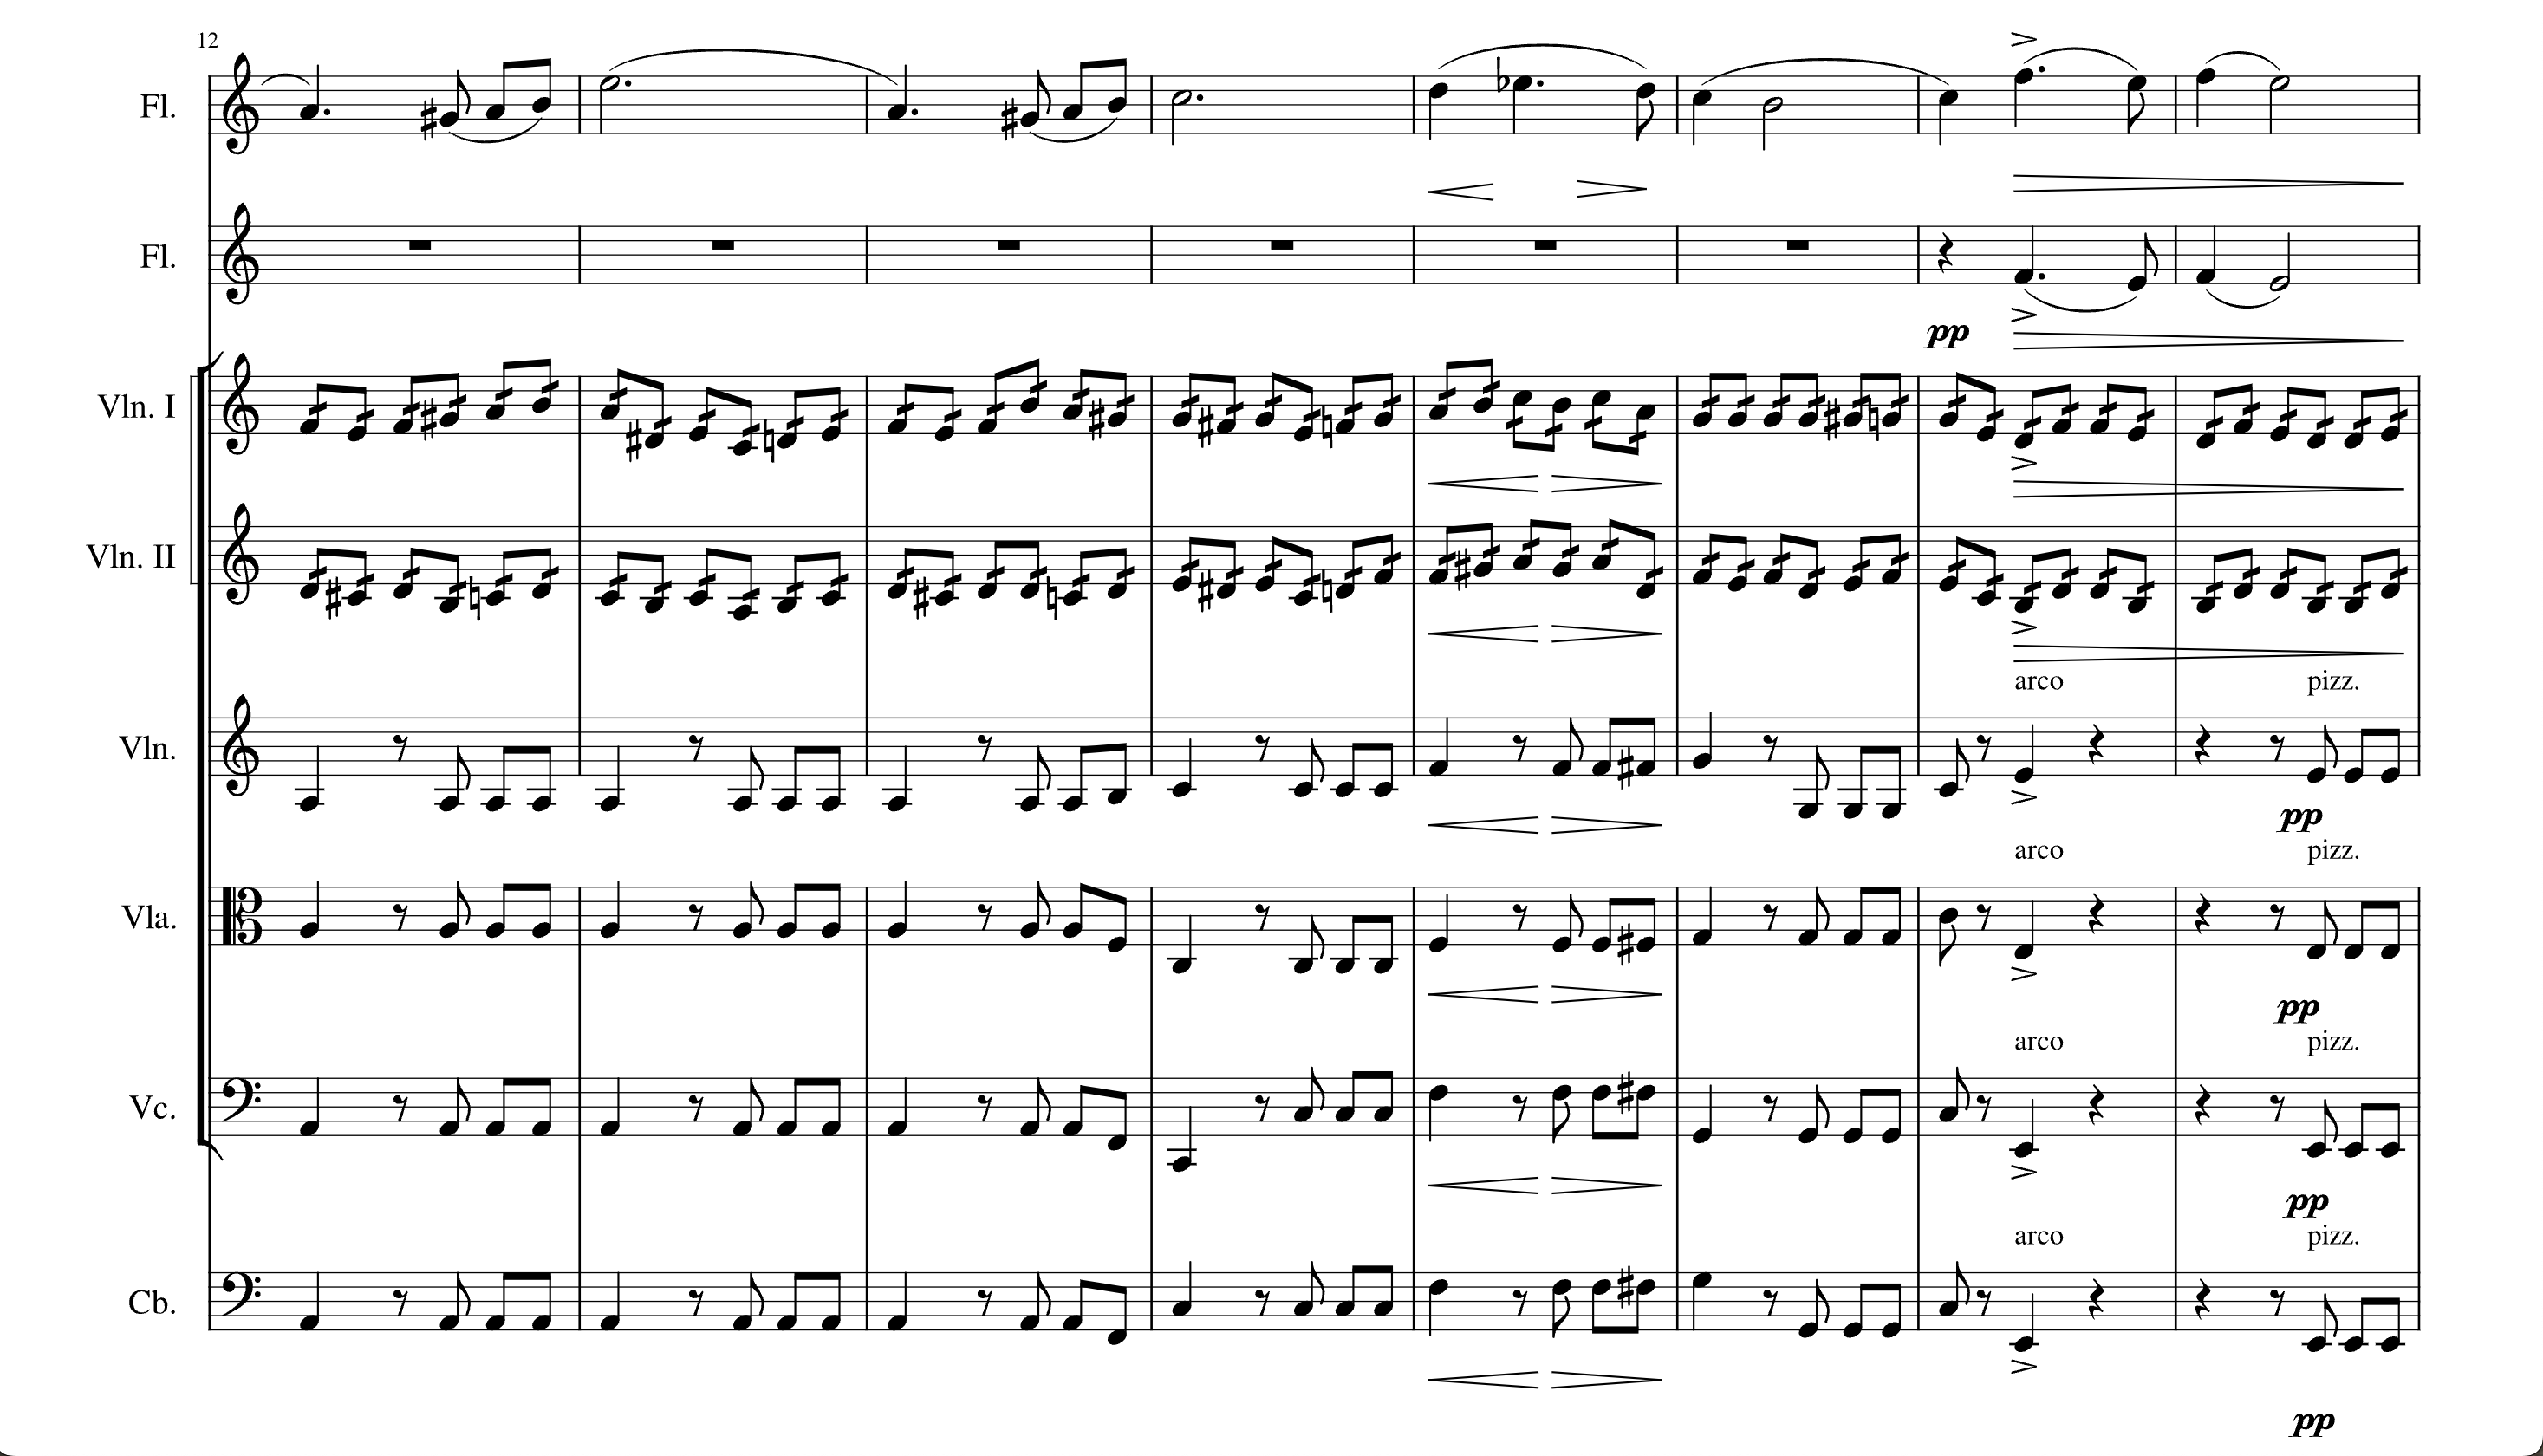 12
Fl.
Fl.
pp
Vln. I
Vln. II
arco pizz.
Vln.
pp
arco pizz.
Vla.
pp
arco pizz.
Vc.
pp
arco pizz.
Cb.
pp